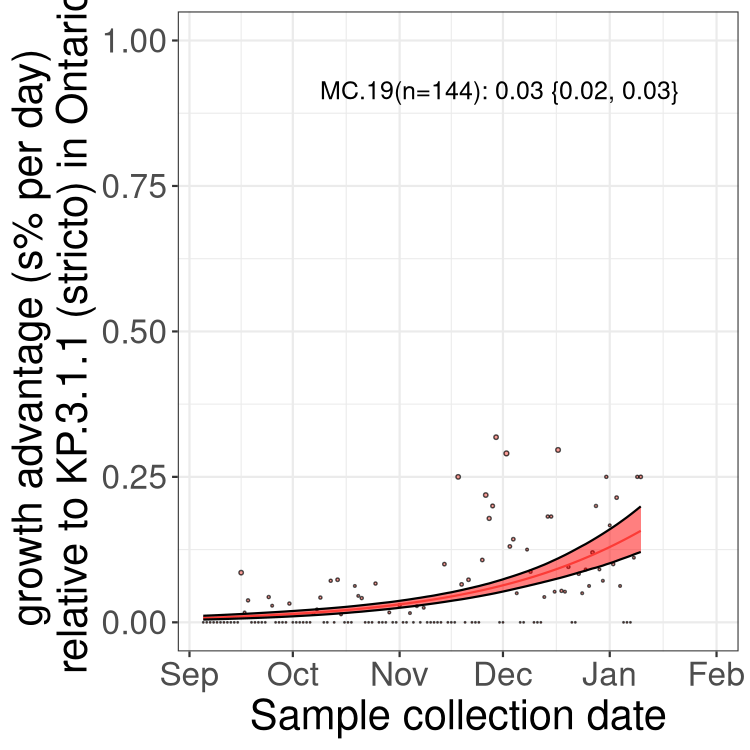 growth advantage (s% per day)
relative to KP.3.1.1 (stricto) in Ontario
1.00
0.75
0.50
0.25
0.00
MC.19(n=144): 0.03 {0.02, 0.03}
Sep Oct Nov Dec Jan Feb
Sample collection date